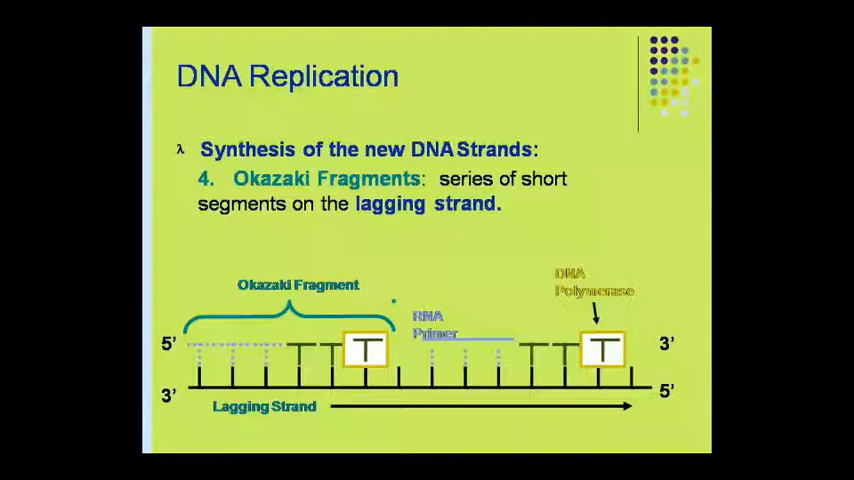 DNA Replication
λ Synthesis of the new DNA Strands:
4. Okazaki Fragments: series of short
segments on the lagging strand.
DNA
Polymerase
Okazaki Fragment
RNA
Primer
5’ T T 3’
3’ 5’
Lagging Strand